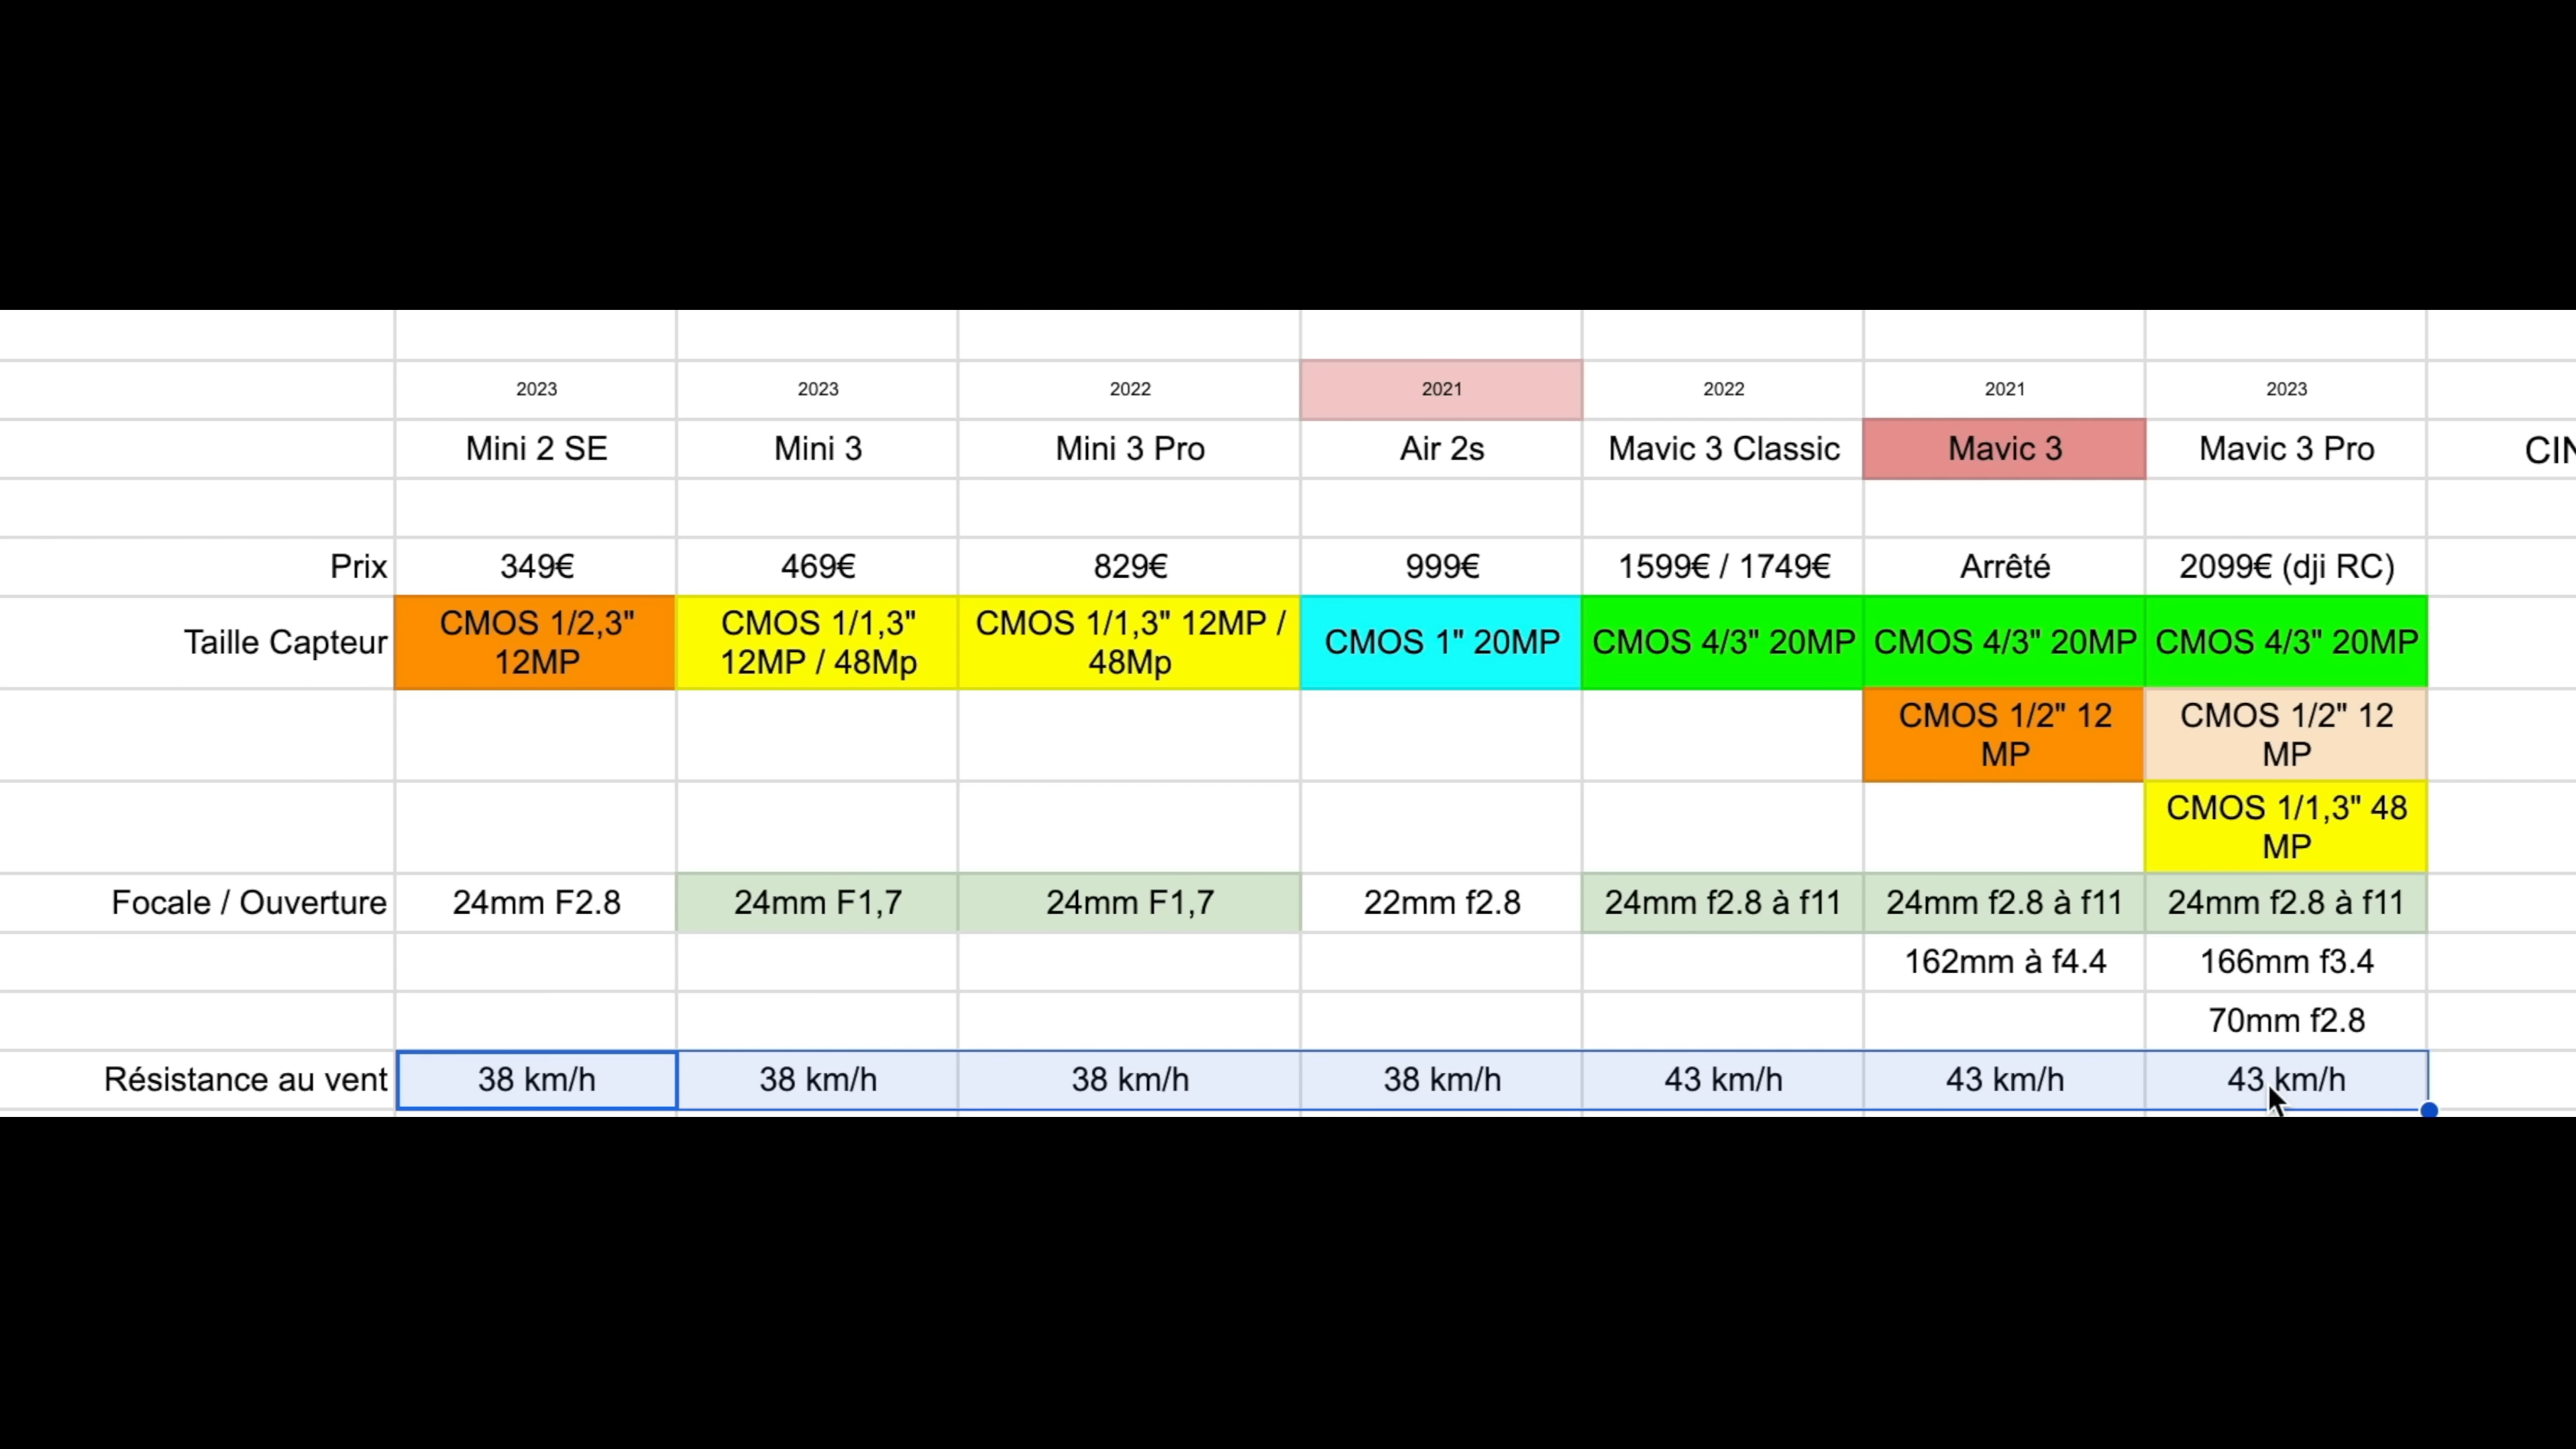 2023 2023 2022 2021 2022 2021 2023
Mini 2 SE Mini 3 Mini 3 Pro Air 2s Mavic 3 Classic Mavic 3 Mavic 3 Pro CIN
Prix 349€ 469€ 829€ 999€ 1599€ / 1749€ Arrêté 2099€ (dji RC)
Taille Capteur
CMOS 1/2,3"
12MP
CMOS 1/1,3"
12MP / 48Mp
CMOS 1/1,3" 12MP /
48Mp
CMOS 1" 20MP
CMOS 4/3" 20MP
CMOS 4/3" 20MP
CMOS 4/3" 20MP
CMOS 1/2" 12
MP
CMOS 1/2" 12
MP
CMOS 1/1,3" 48
MP
Focale / Ouverture 24mm F2.8 24mm F1,7 24mm F1,7 22mm f2.8 24mm f2.8 à f11 24mm f2.8 à f11 24mm f2.8 à f11
162mm à f4.4 166mm f3.4
70mm f2.8
Résistance au vent 38 km/h 38 km/h 38 km/h 38 km/h 43 km/h 43 km/h 43 km/h